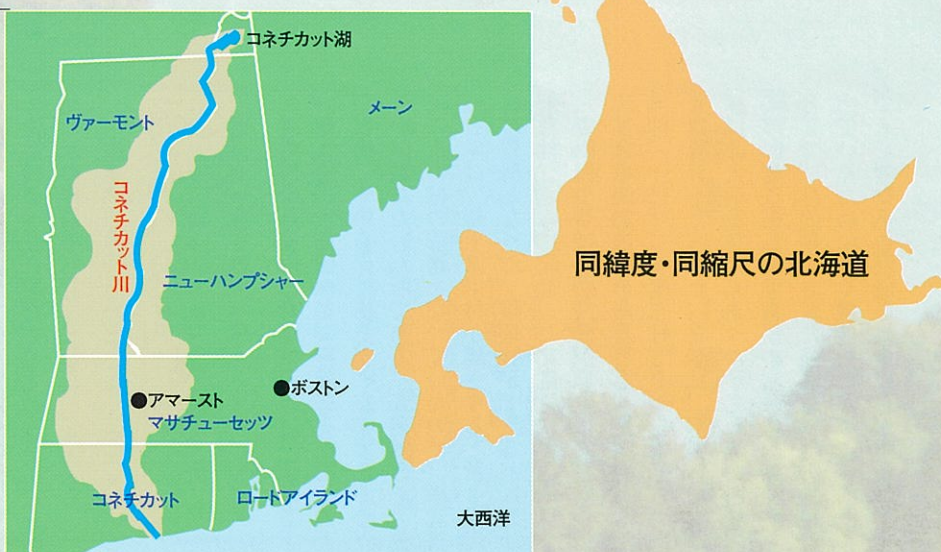 コネチカット湖
メーン
ヴァーモント
コネチカット川
ニューハンプシャー
同緯度・同縮尺の北海道
ボストン
アマースト
マサチューセッツ
コネチカット
ロートアイランド
大西洋